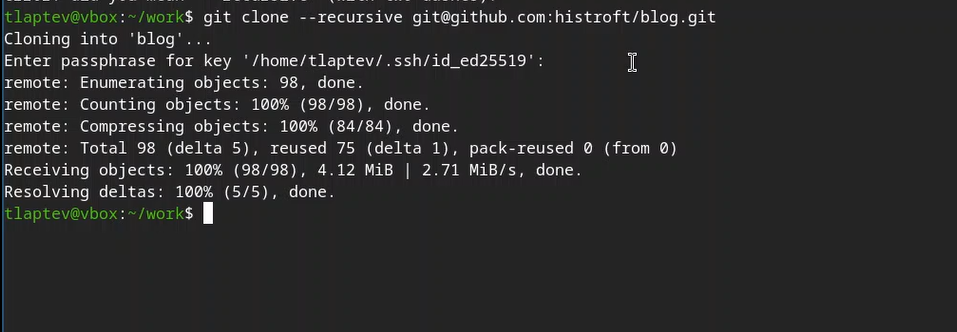 tlaptev@vbox:~/work$ git clone --recursive git@github.com:histroft/blog.git
Cloning into 'blog'...
Enter passphrase for key '/home/tlaptev/.ssh/id_ed25519':
remote: Enumerating objects: 98, done.
remote: Counting objects: 100% (98/98), done.
remote: Compressing objects: 100% (84/84), done.
remote: Total 98 (delta 5), reused 75 (delta 1), pack-reused 0 (from 0)
Receiving objects: 100% (98/98), 4.12 MiB | 2.71 MiB/s, done.
Resolving deltas: 100% (5/5), done.
tlaptev@vbox:~/work$